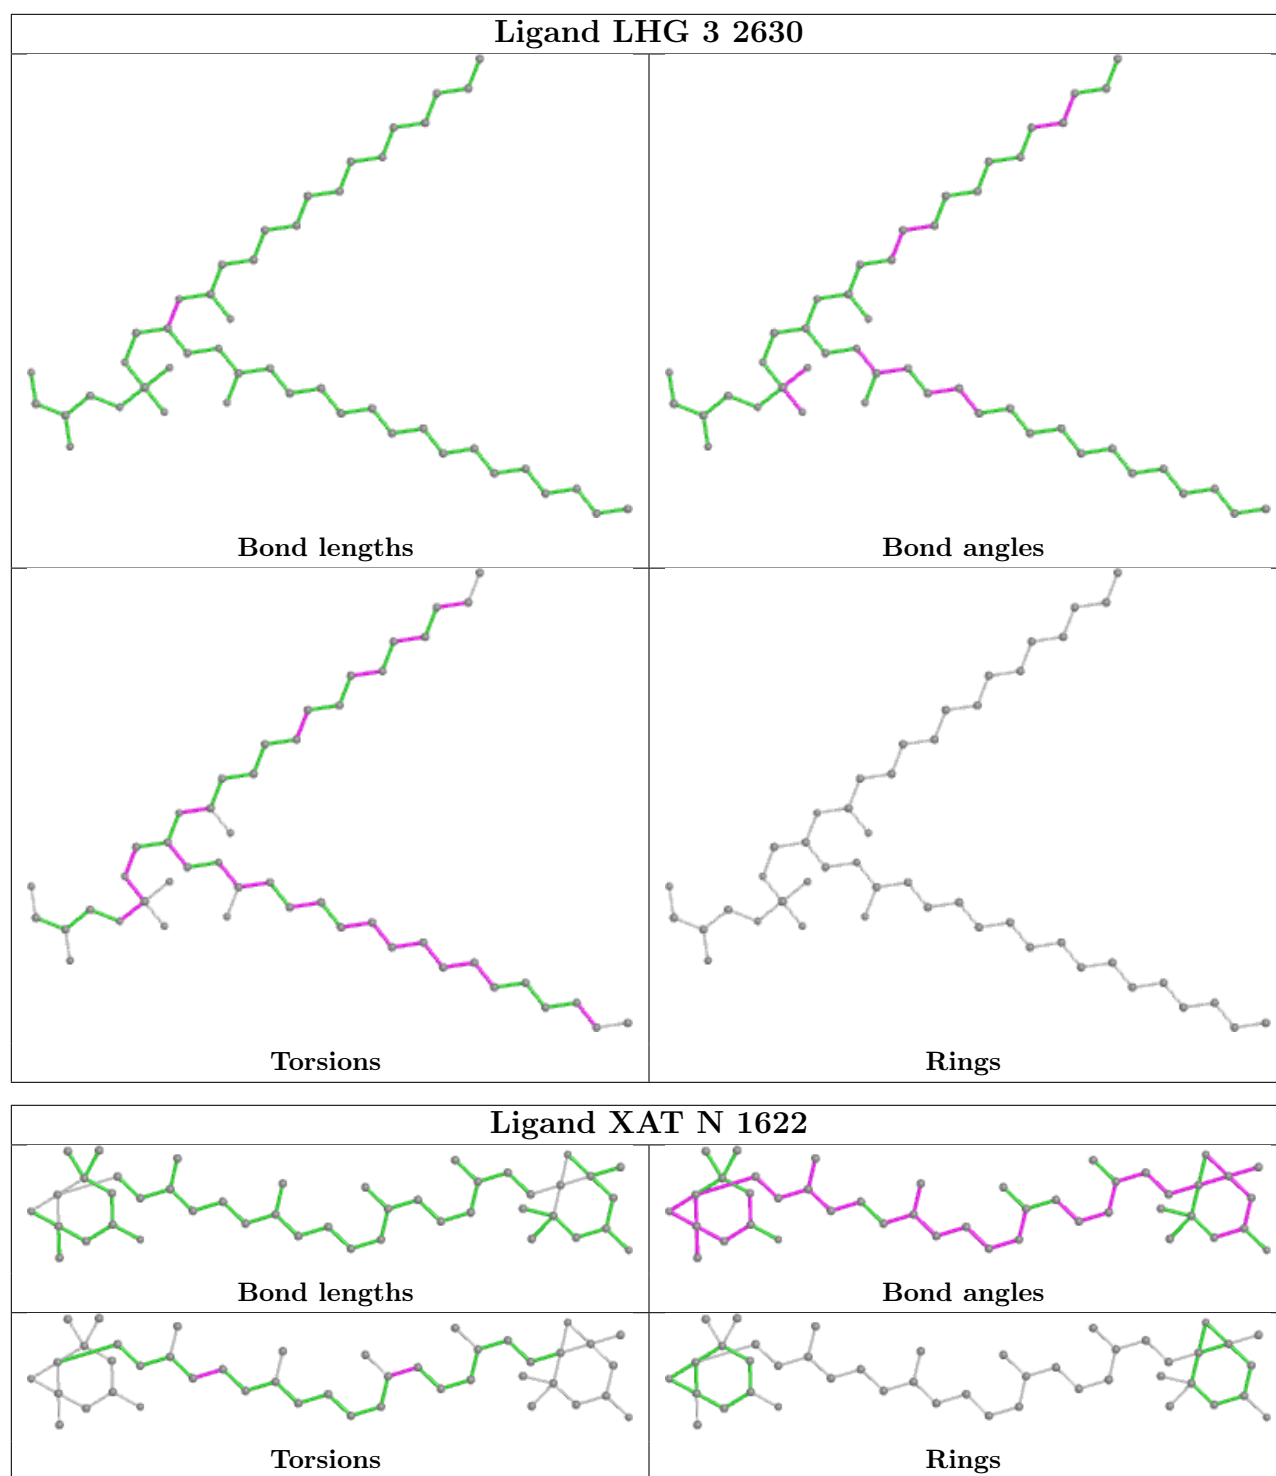 Ligand LHG 3 2630
Bond lengths
Bond angles
Torsions
Rings
Ligand XAT N 1622
Bond lengths
Bond angles
Torsions
Rings